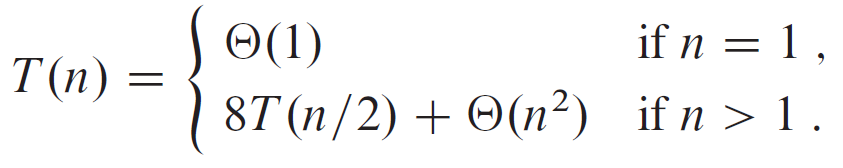 T(n) = { Θ(1) if n = 1 ,
8T(n/2) + Θ(n²) if n > 1 .